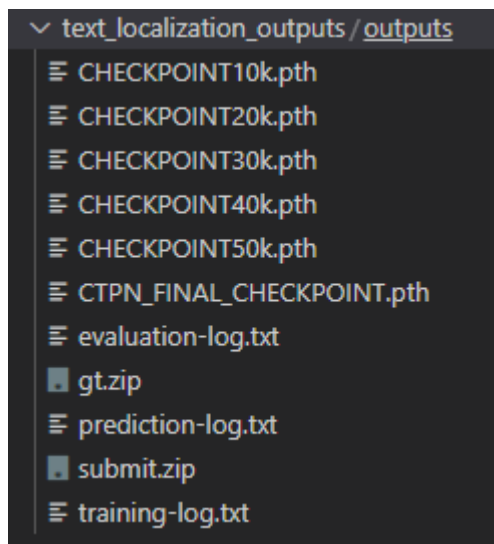 text_localization_outputs / outputs
CHECKPOINT10k.pth
CHECKPOINT20k.pth
CHECKPOINT30k.pth
CHECKPOINT40k.pth
CHECKPOINT50k.pth
CTPN_FINAL_CHECKPOINT.pth
evaluation-log.txt
gt.zip
prediction-log.txt
submit.zip
training-log.txt